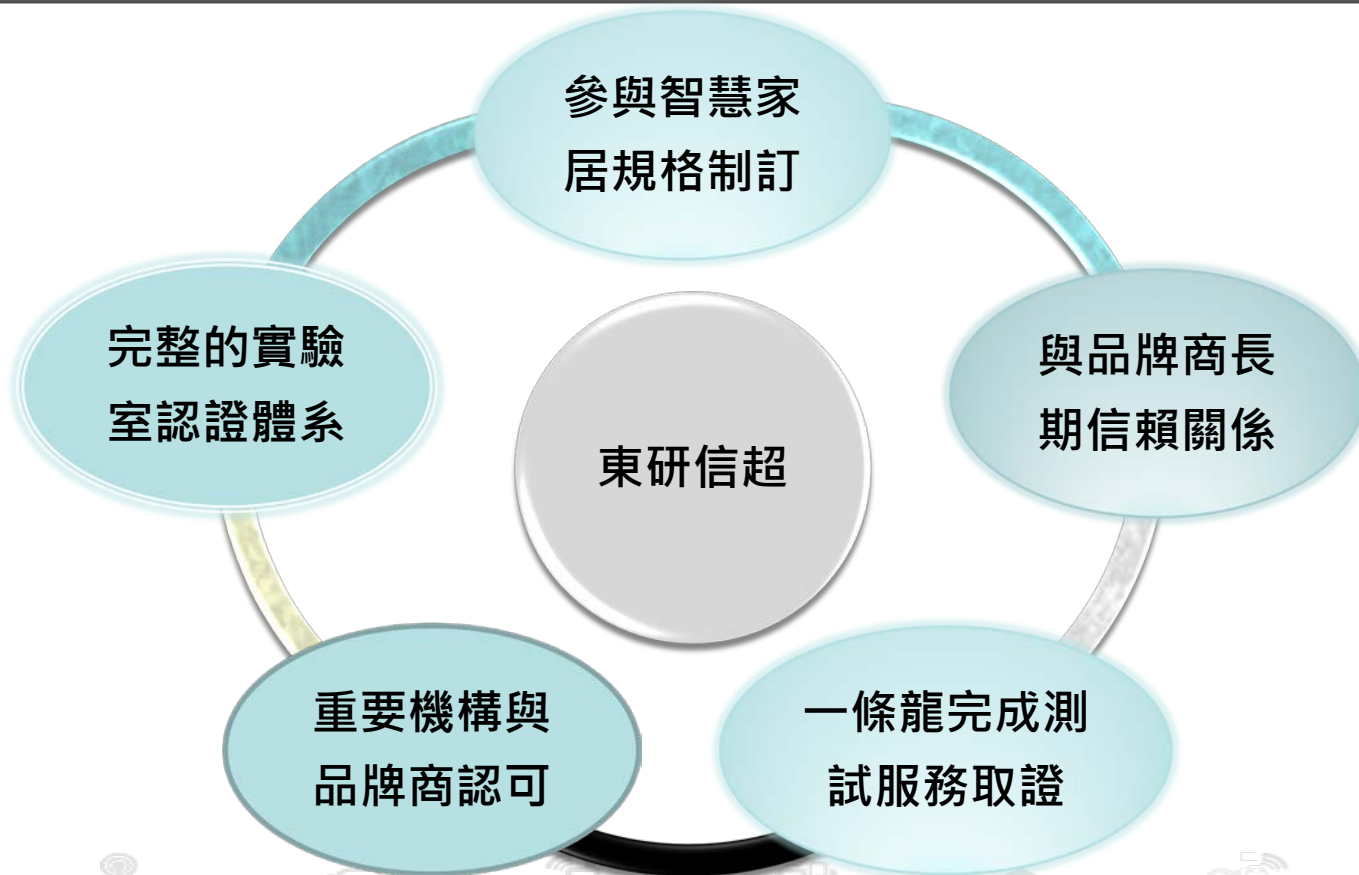 參與智慧家
居規格制訂
與品牌商長
期信賴關係
一條龍完成測
試服務取證
重要機構與
品牌商認可
完整的實驗
室認證體系
東研信超